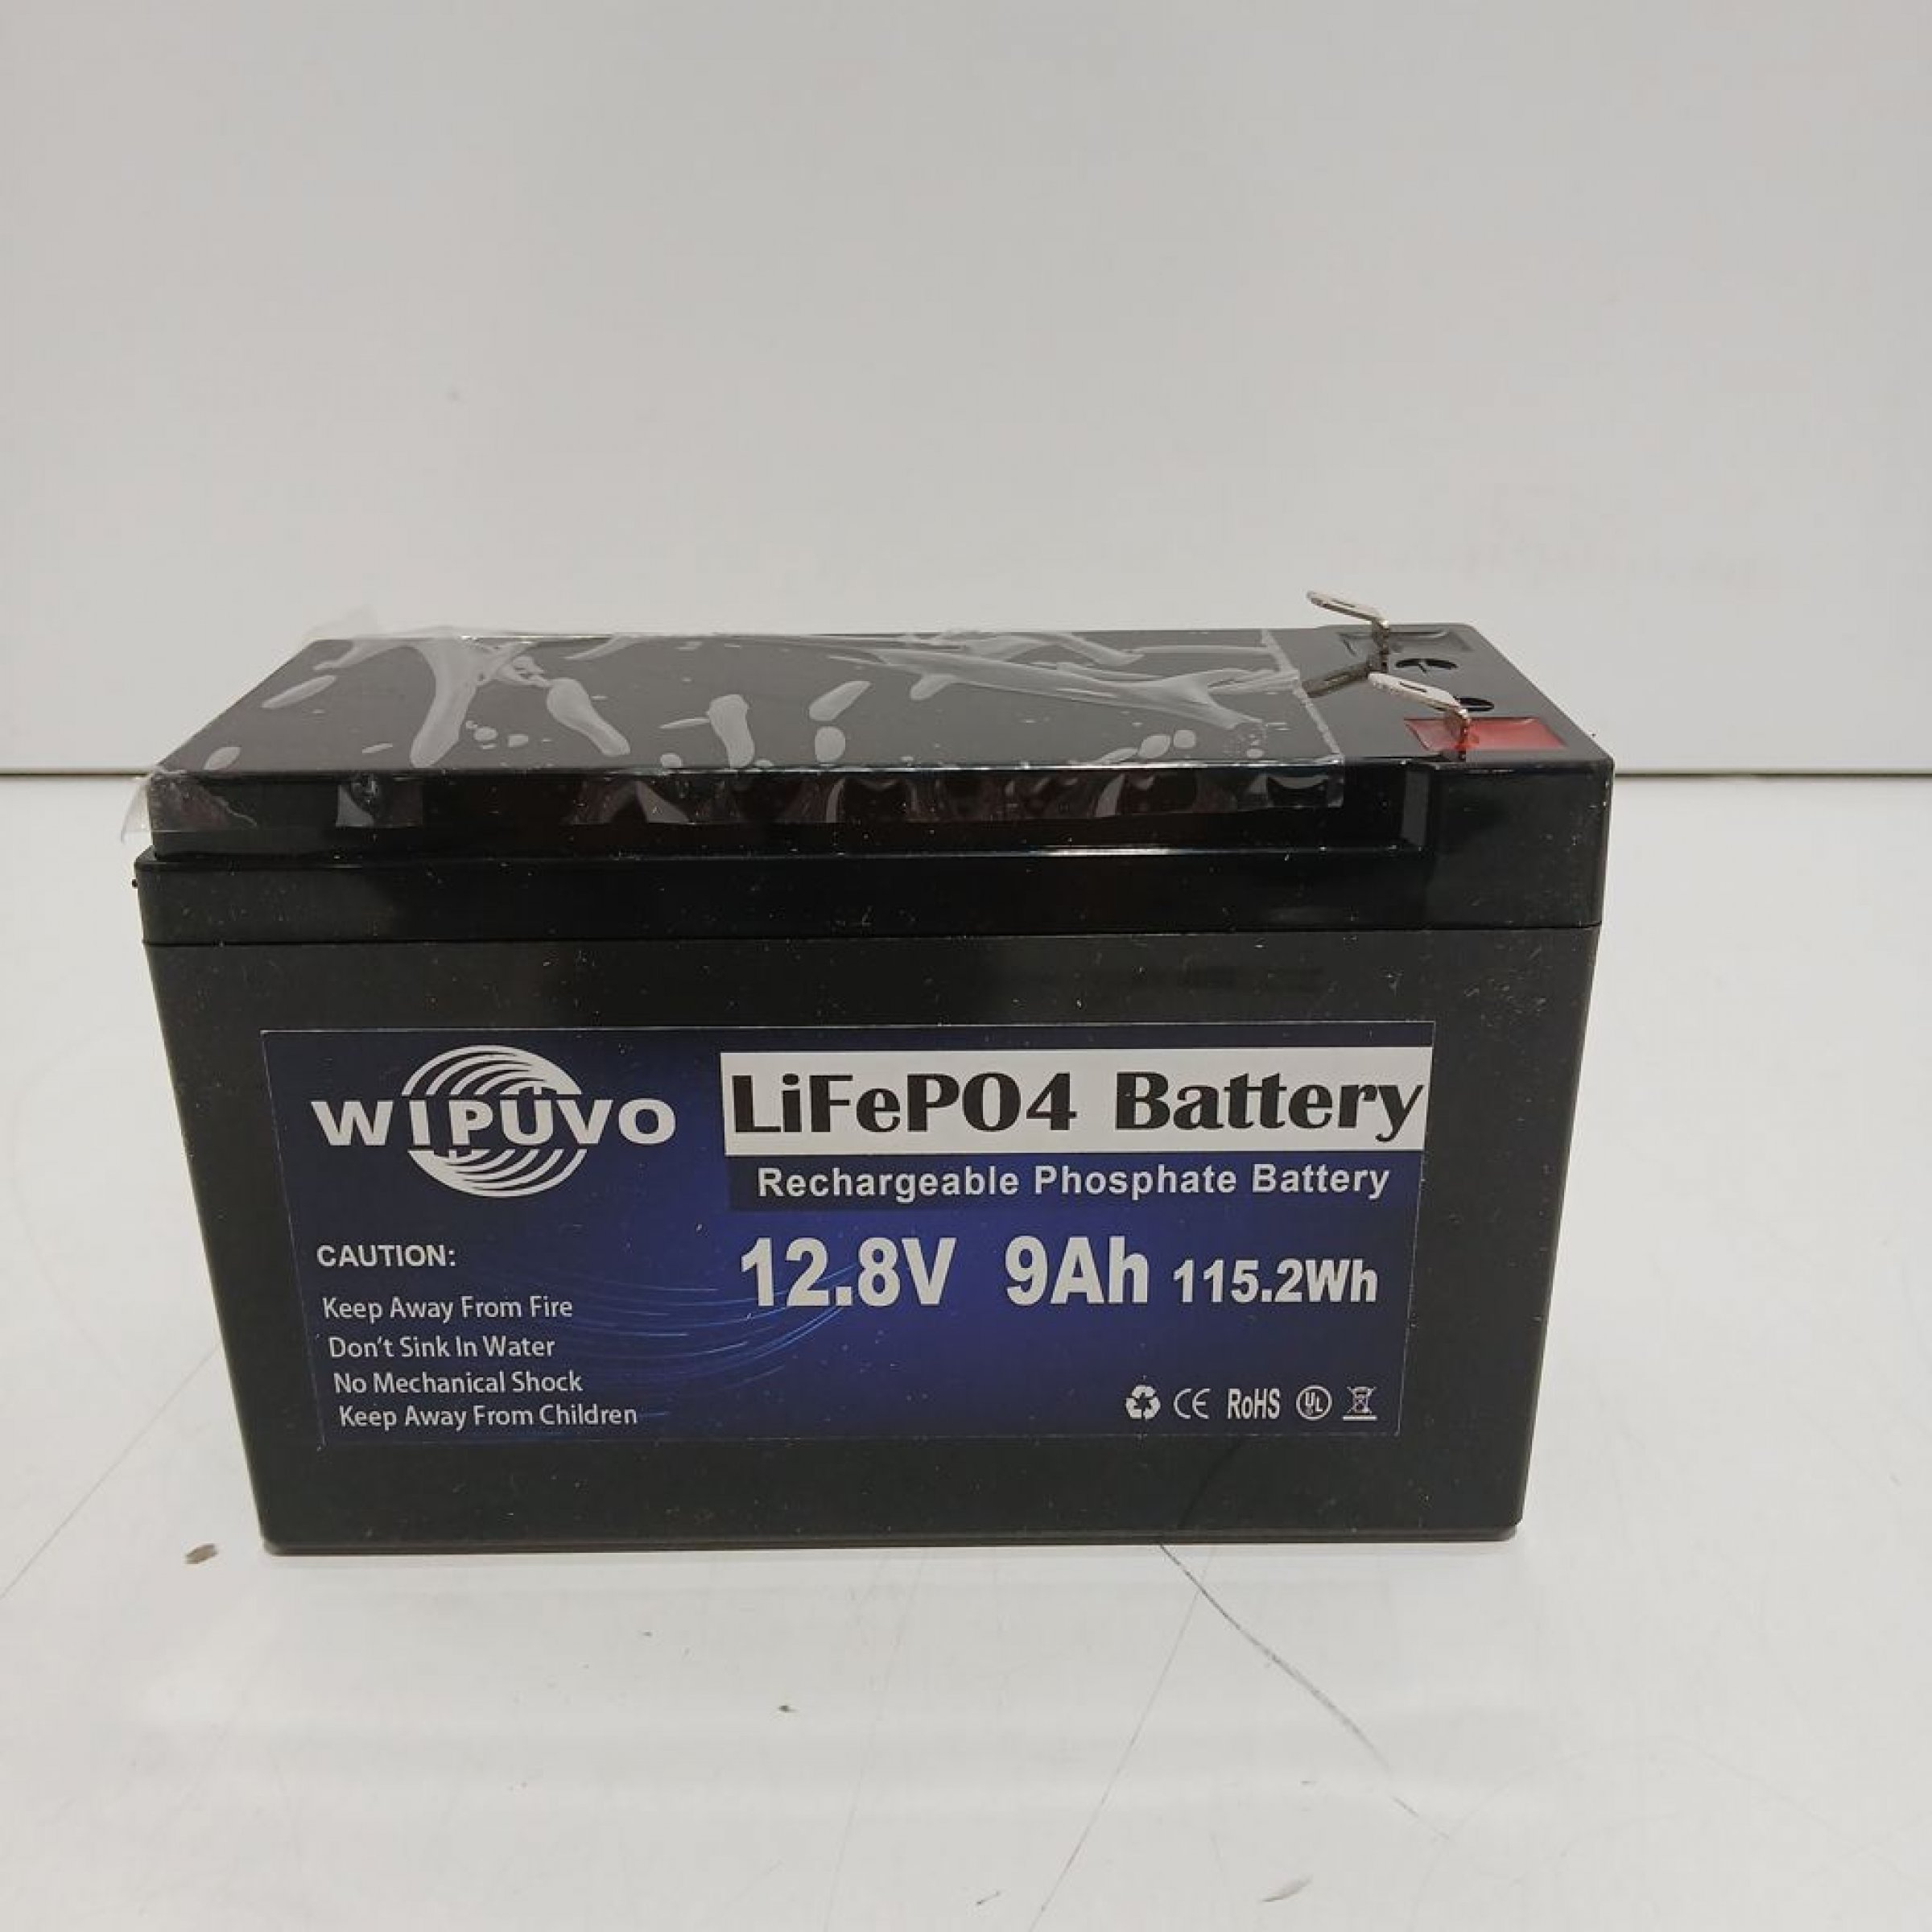 WIPUVO
LiFePO4 Battery
Rechargeable Phosphate Battery
12.8V 9Ah 115.2Wh
CAUTION:
Keep Away From Fire
Don't Sink In Water
No Mechanical Shock
Keep Away From Children
CE RoHS UL